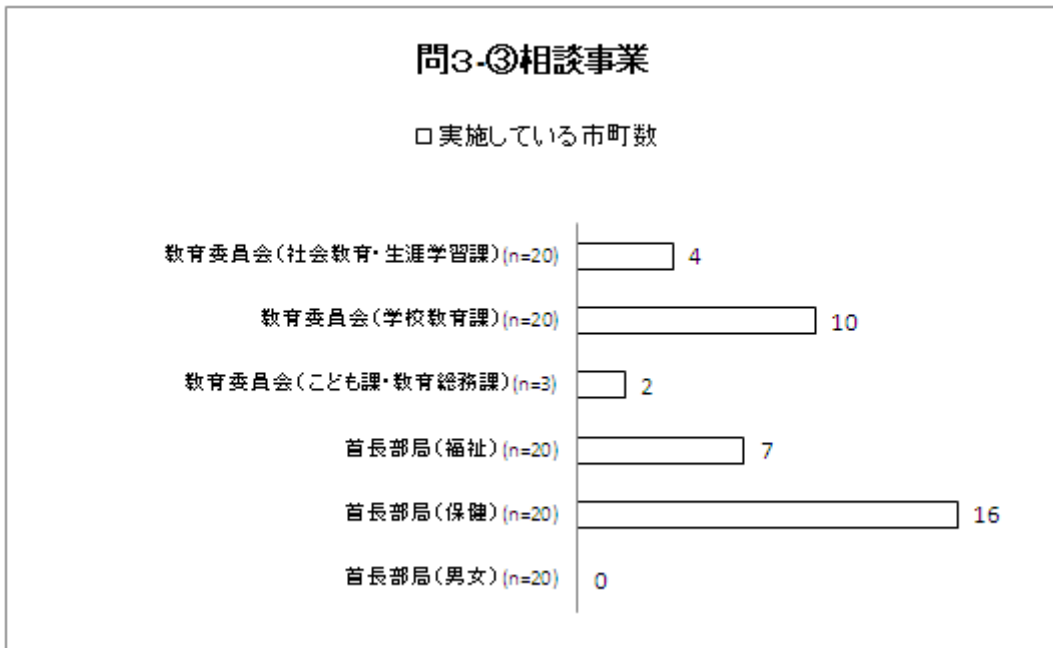 問3-③相談事業
□実施している市町数
教育委員会(社会教育・生涯学習課)(n=20) 4
教育委員会(学校教育課)(n=20) 10
教育委員会(こども課・教育総務課)(n=3) 2
首長部局(福祉)(n=20) 7
首長部局(保健)(n=20) 16
首長部局(男女)(n=20) 0